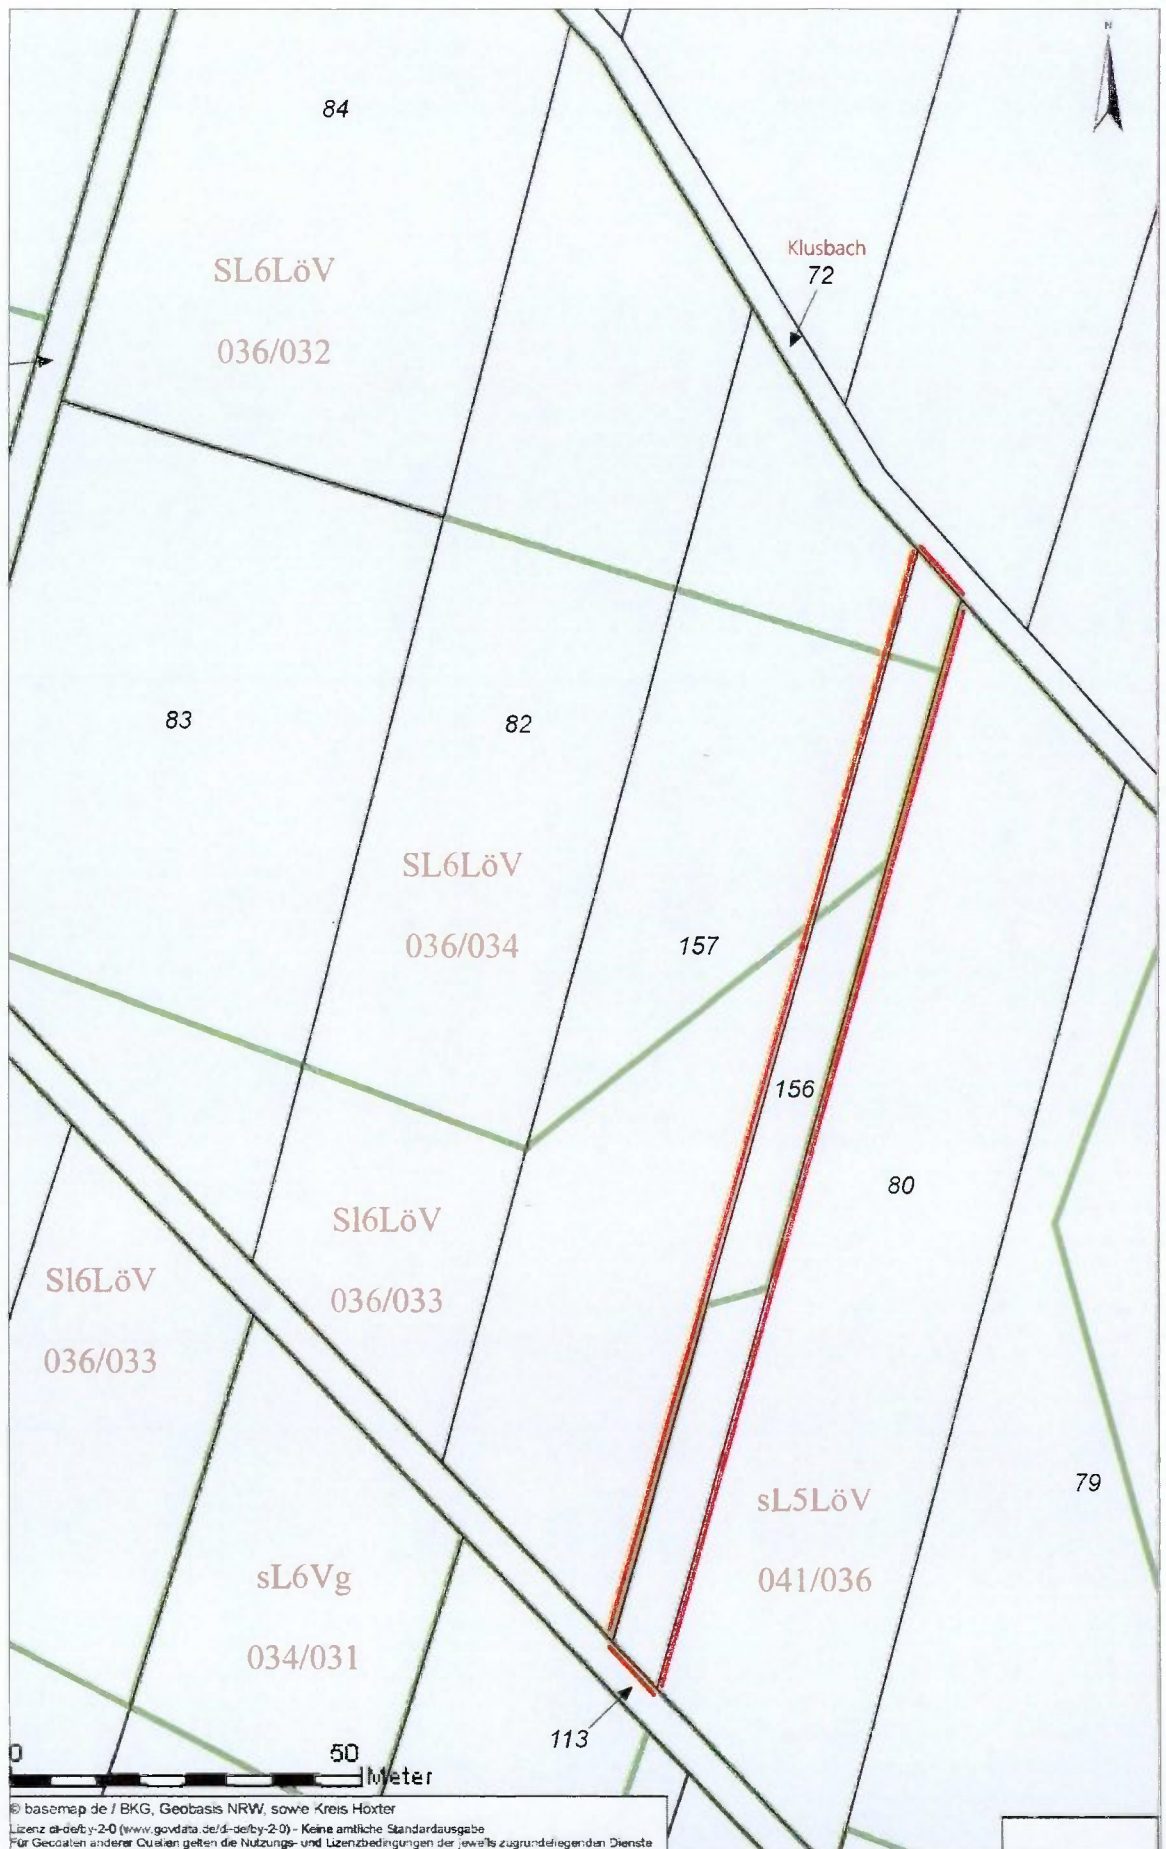 N
84
Klusbach
72
SL6LöV
036/032
83
82
SL6LöV
036/034
157
156
80
Sl6LöV
036/033
Sl6LöV
036/033
79
sL5LöV
041/036
sL6Vg
034/031
113
0 50
Meter
© basemap de / BKG, Geobasis NRW, sowie Kreis Höxter
Lizenz dl-de/by-2-0 (www.govdata.de/dl-de/by-2-0) - Keine amtliche Standardausgabe
Für Geodaten anderer Quellen gelten die Nutzungs- und Lizenzbedingungen der jeweils zugrundeliegenden Dienste